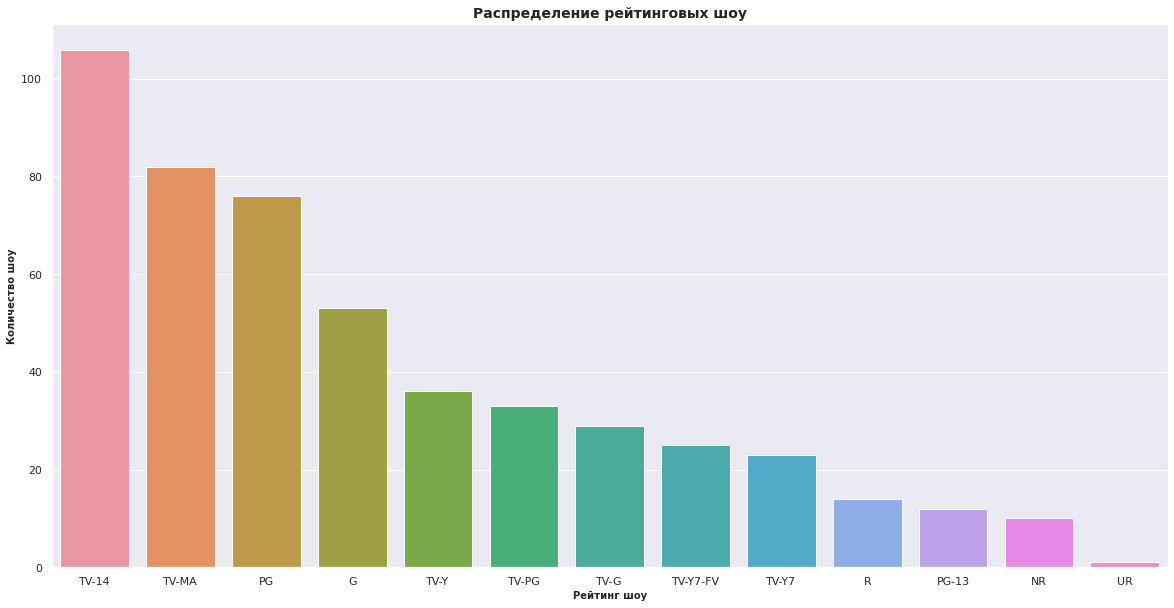 Распределение рейтинговых шоу
Количество шоу
100
80
60
40
20
0
TV-14 TV-MA PG G TV-Y TV-PG TV-G TV-Y7-FV TV-Y7 R PG-13 NR UR
Рейтинг шоу